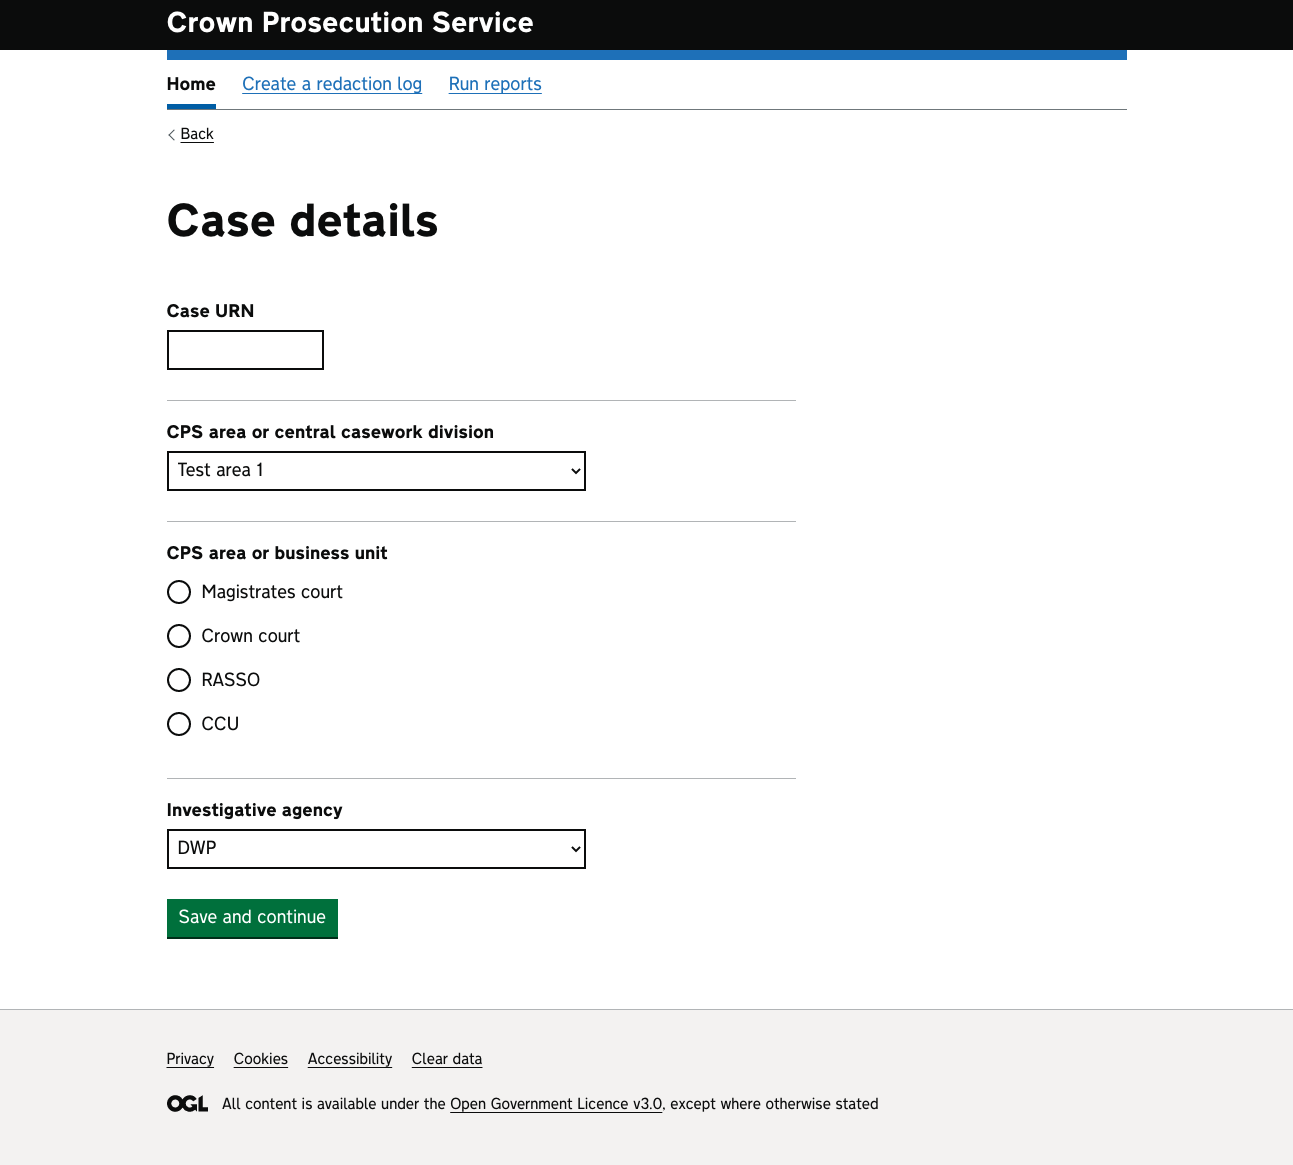 Crown Prosecution Service
Home Create a redaction log Run reports
Back
Case details
Case URN
CPS area or central casework division
Test area 1
CPS area or business unit
Magistrates court
Crown court
RASSO
CCU
Investigative agency
DWP
Save and continue
Privacy Cookies Accessibility Clear data
OGL All content is available under the Open Government Licence v3.0, except where otherwise stated